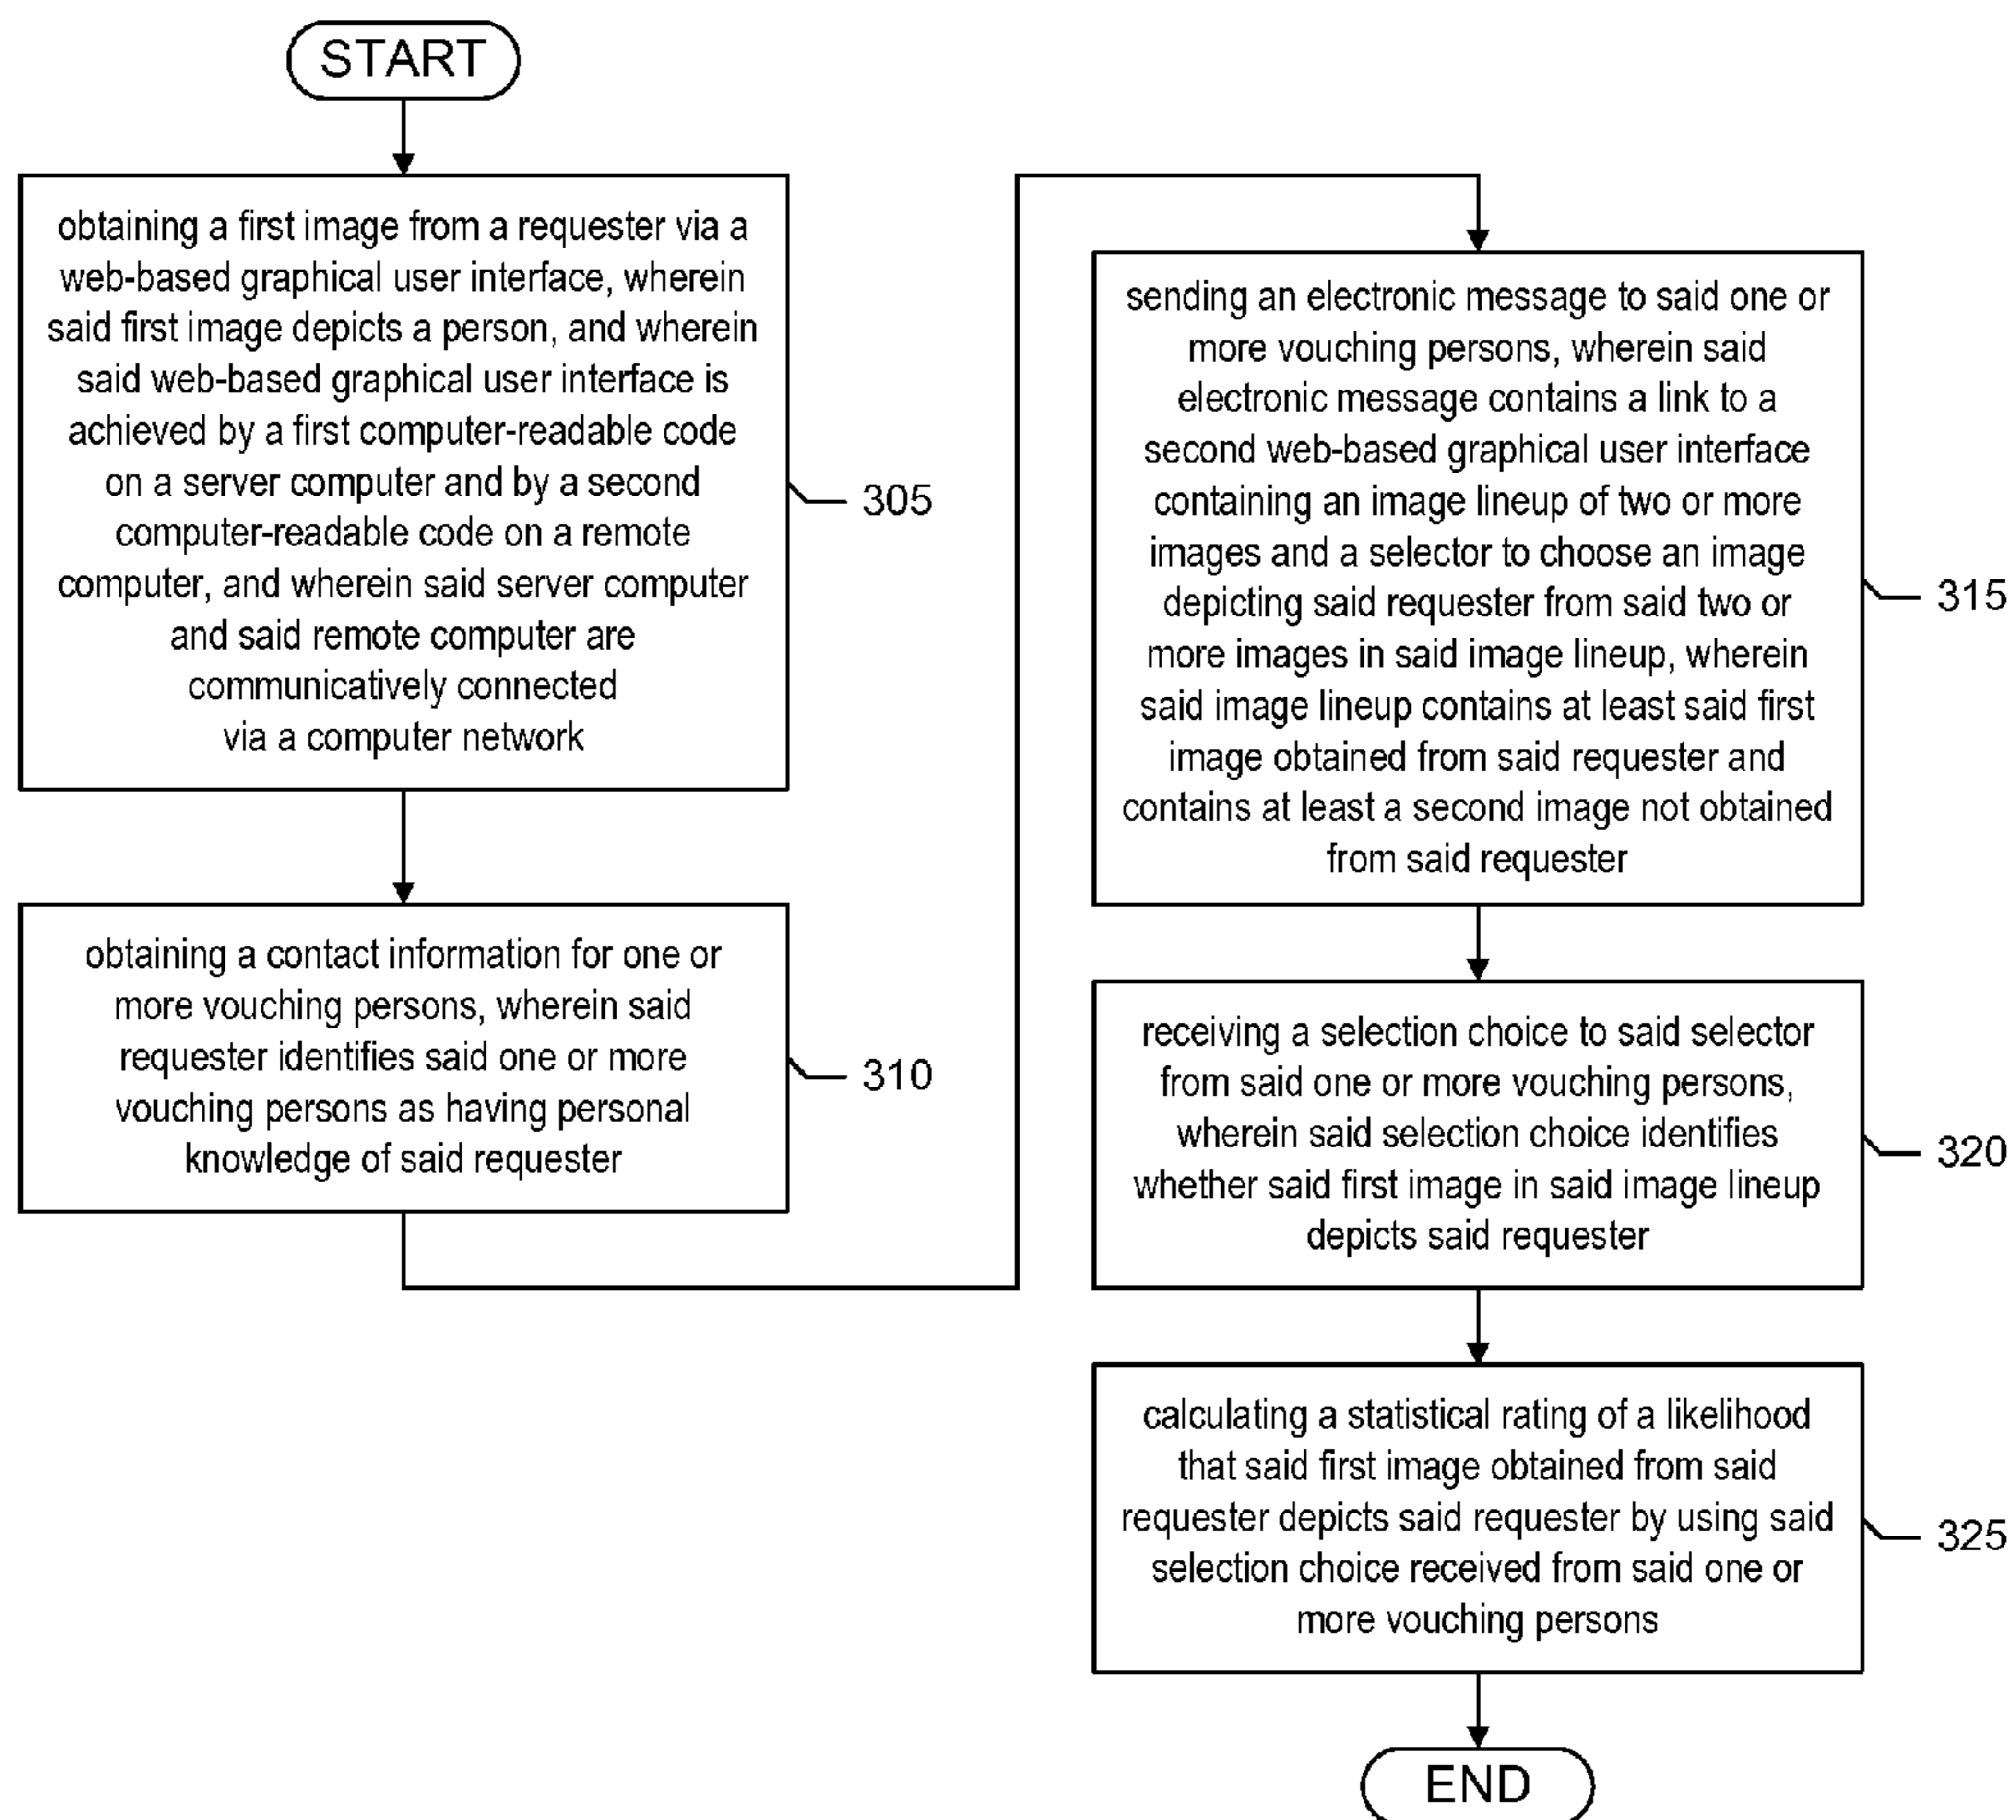 START
obtaining a first image from a requester via a
web-based graphical user interface, wherein
said first image depicts a person, and wherein
said web-based graphical user interface is
achieved by a first computer-readable code
on a server computer and by a second
computer-readable code on a remote
computer, and wherein said server computer
and said remote computer are
communicatively connected
via a computer network
305
obtaining a contact information for one or
more vouching persons, wherein said
requester identifies said one or more
vouching persons as having personal
knowledge of said requester
310
sending an electronic message to said one or
more vouching persons, wherein said
electronic message contains a link to a
second web-based graphical user interface
containing an image lineup of two or more
images and a selector to choose an image
depicting said requester from said two or
more images in said image lineup, wherein
said image lineup contains at least said first
image obtained from said requester and
contains at least a second image not obtained
from said requester
315
receiving a selection choice to said selector
from said one or more vouching persons,
wherein said selection choice identifies
whether said first image in said image lineup
depicts said requester
320
calculating a statistical rating of a likelihood
that said first image obtained from said
requester depicts said requester by using said
selection choice received from said one or
more vouching persons
325
END